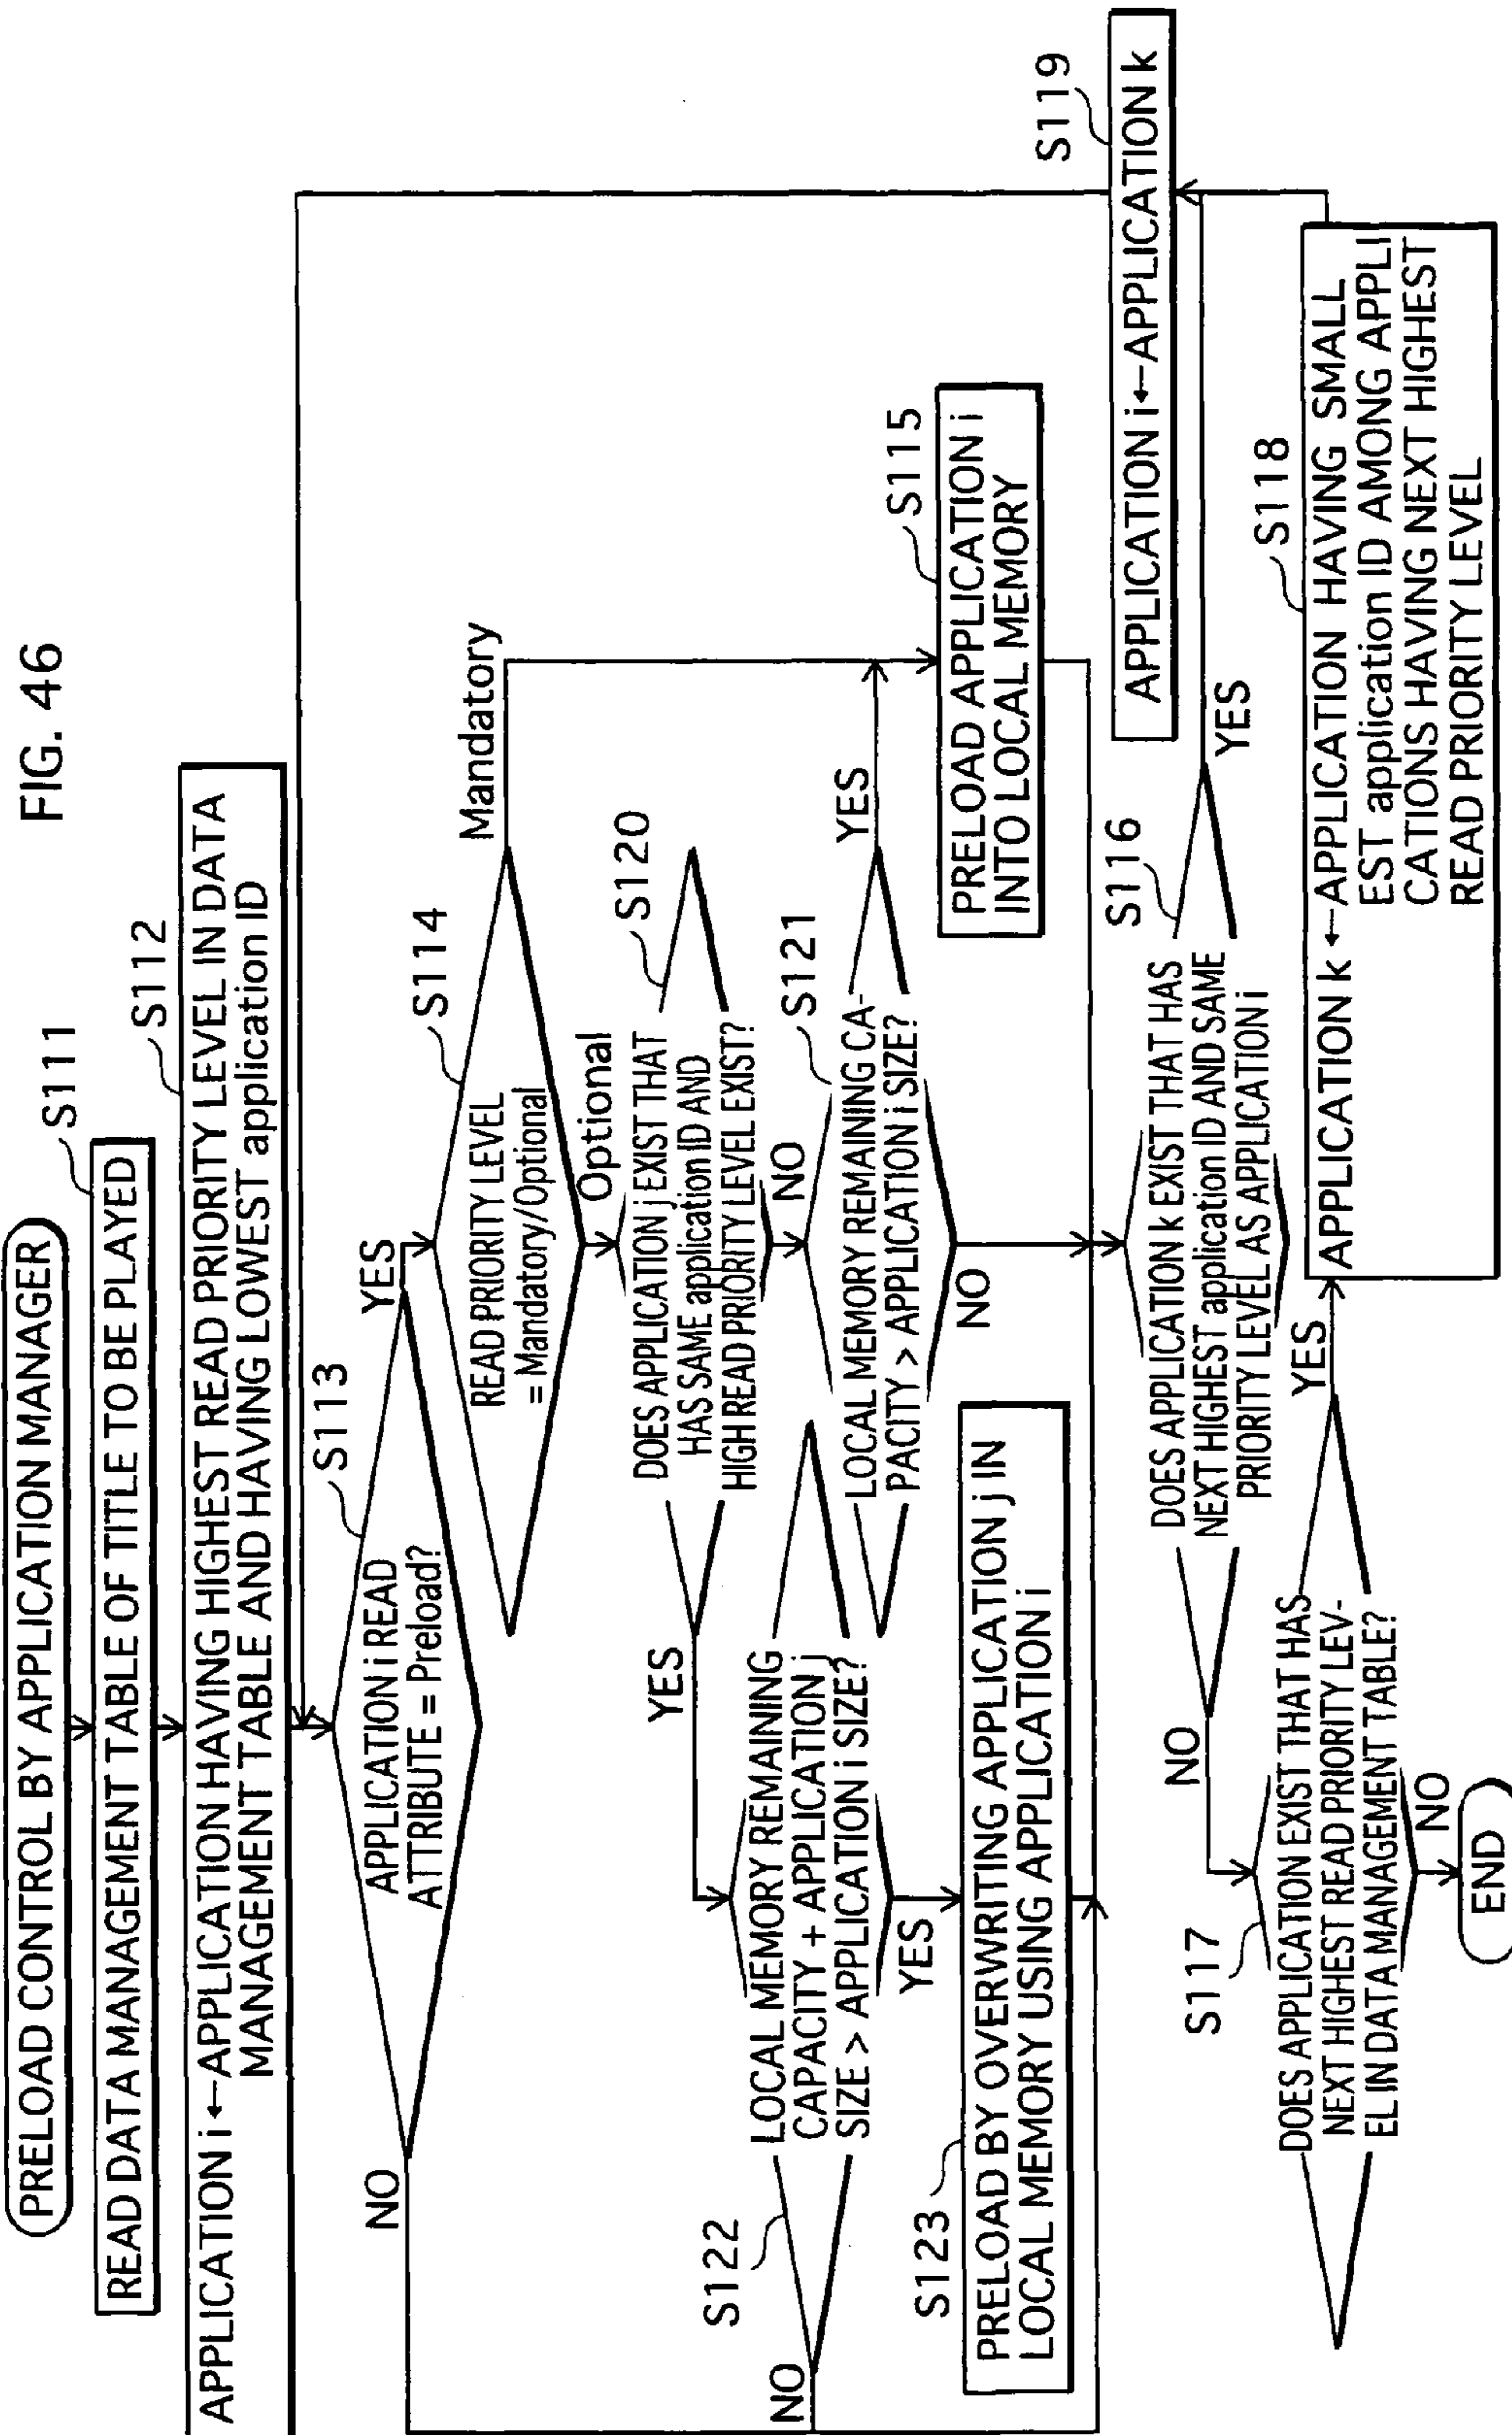 FIG. 46
PRELOAD CONTROL BY APPLICATION MANAGER
S111
READ DATA MANAGEMENT TABLE OF TITLE TO BE PLAYED
S112
APPLICATION i ←APPLICATION HAVING HIGHEST READ PRIORITY LEVEL IN DATA
MANAGEMENT TABLE AND HAVING LOWEST application ID
S113
APPLICATION i READ
ATTRIBUTE = Preload?
NO
YES
S114
READ PRIORITY LEVEL
= Mandatory/Optional
Mandatory
Optional
S120
DOES APPLICATION j EXIST THAT
HAS SAME application ID AND
HIGH READ PRIORITY LEVEL EXIST?
YES
NO
S122
LOCAL MEMORY REMAINING
CAPACITY + APPLICATION j
SIZE > APPLICATION i SIZE?
NO
YES
S121
LOCAL MEMORY REMAINING CA-
PACITY > APPLICATION i SIZE?
YES
NO
S123
PRELOAD BY OVERWRITING APPLICATION j IN
LOCAL MEMORY USING APPLICATION i
S115
PRELOAD APPLICATION i
INTO LOCAL MEMORY
S116
DOES APPLICATION k EXIST THAT HAS
NEXT HIGHEST application ID AND SAME
PRIORITY LEVEL AS APPLICATION i
NO
YES
S119
APPLICATION i←APPLICATION k
S117
DOES APPLICATION EXIST THAT HAS
NEXT HIGHEST READ PRIORITY LEV-
EL IN DATA MANAGEMENT TABLE?
YES
NO
S118
APPLICATION k ←APPLICATION HAVING SMALL
EST application ID AMONG APPLI
CATIONS HAVING NEXT HIGHEST
READ PRIORITY LEVEL
END